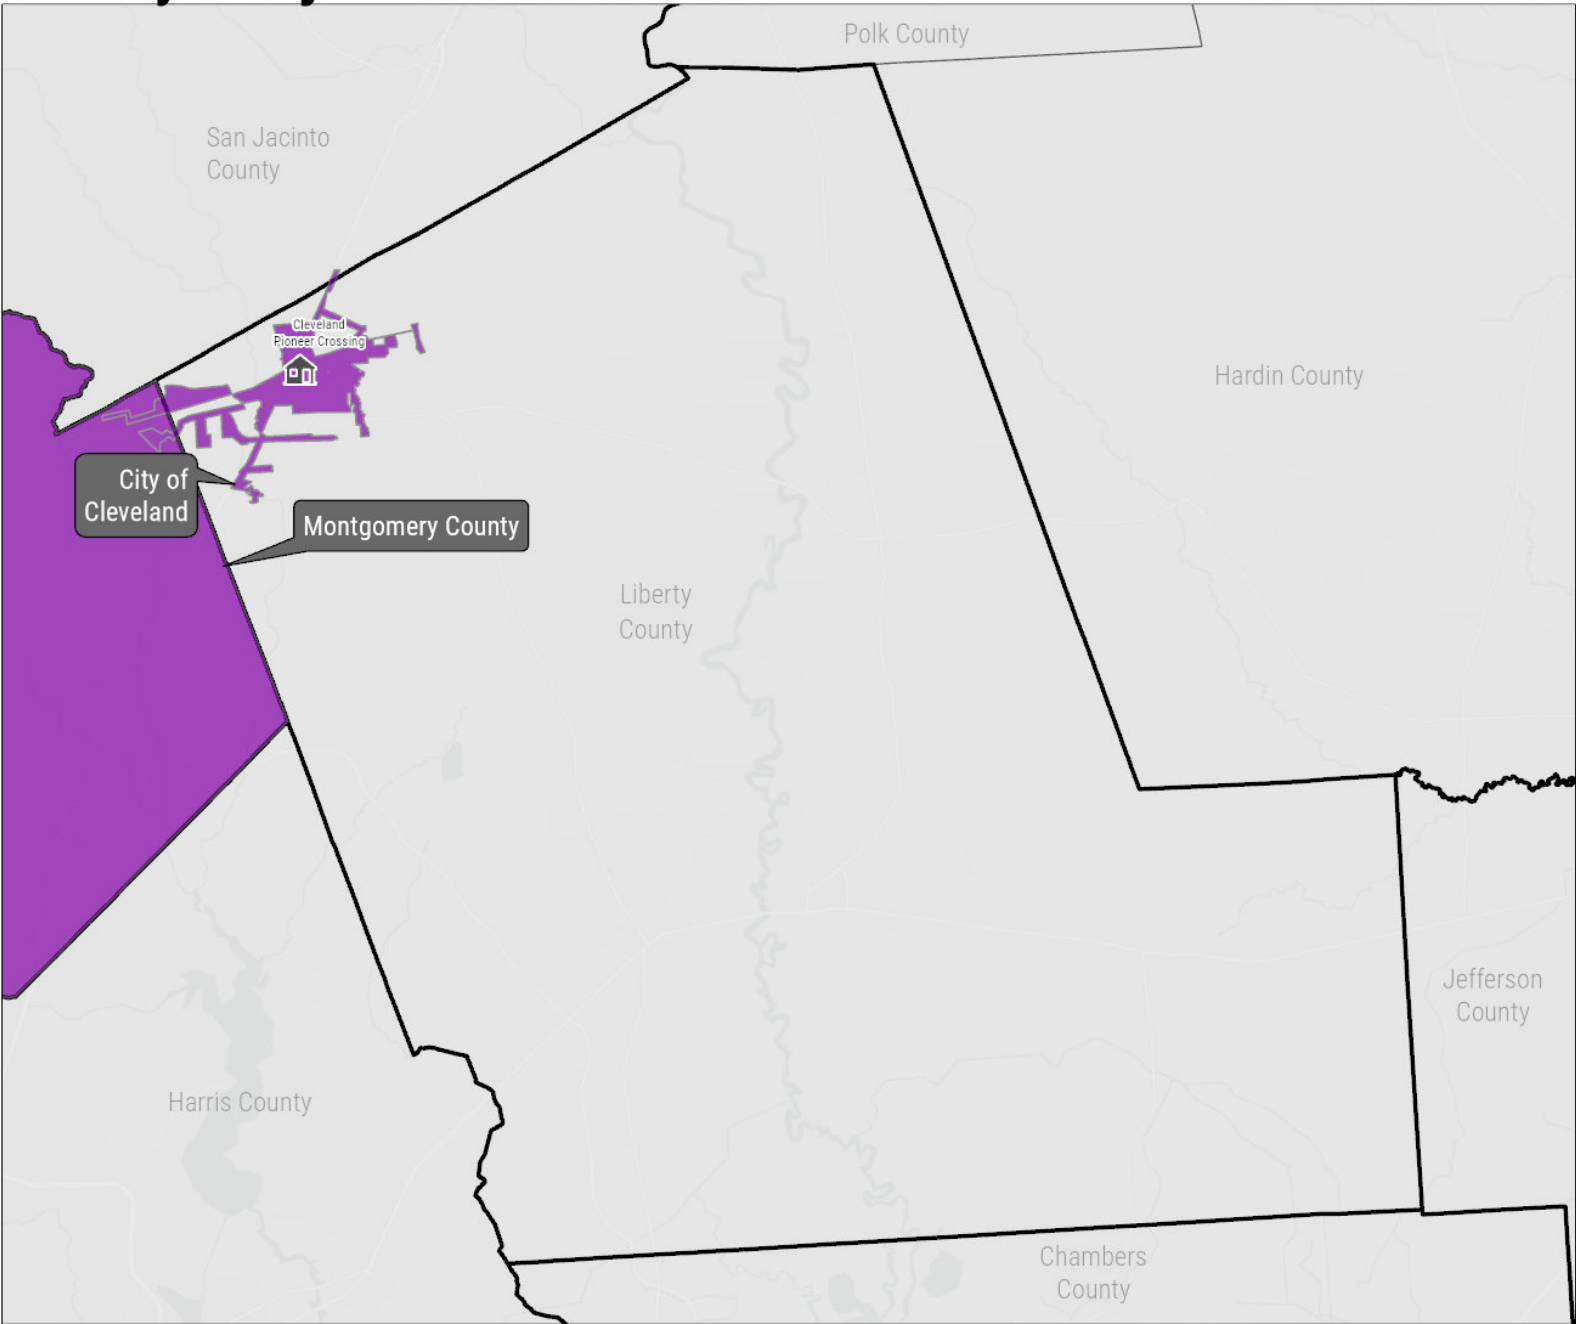 Polk County
San Jacinto
County
Cleveland
Pioneer Crossing
Hardin County
City of
Cleveland
Montgomery County
Liberty
County
Jefferson
County
Harris County
Chambers
County